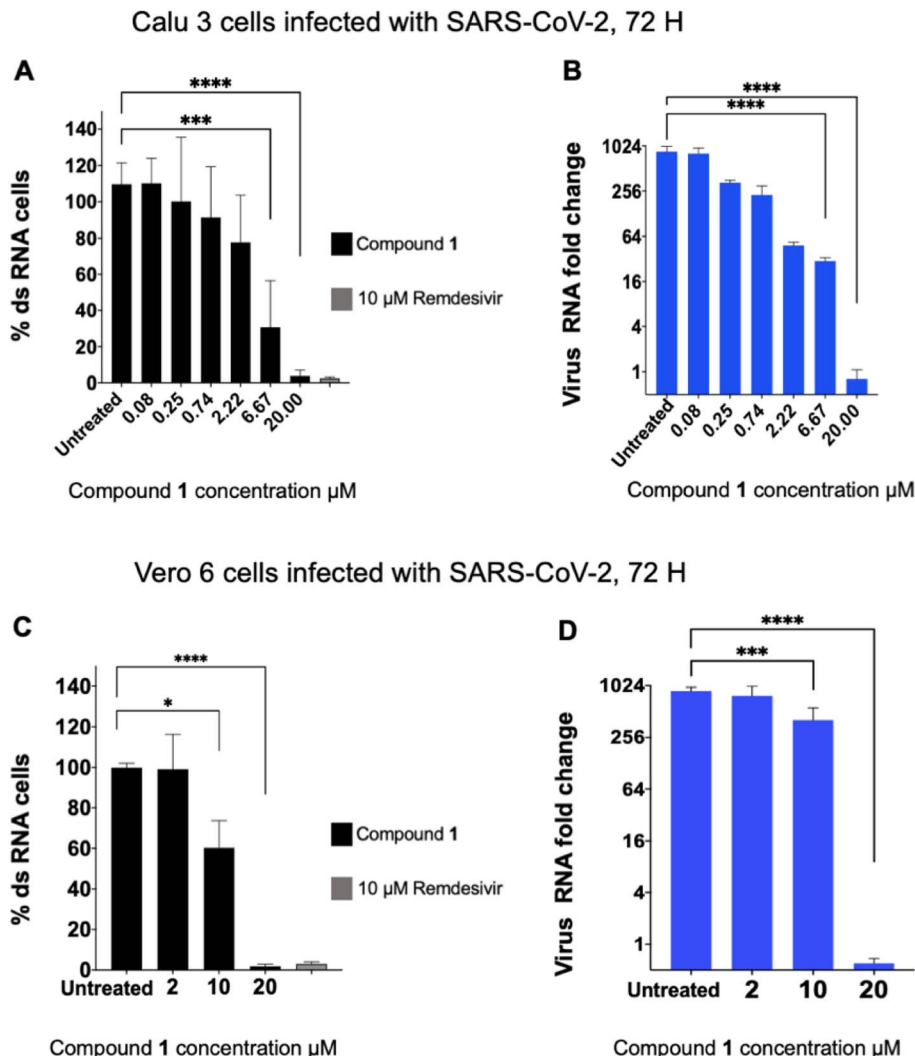 Calu 3 cells infected with SARS-CoV-2, 72 H
A
****
***
140
120
100
80
60
40
20
0
% ds RNA cells
Untreated
0.08
0.25
0.74
2.22
6.67
20.00
Compound 1 concentration µM
Compound 1
10 µM Remdesivir
B
****
****
1024
256
64
16
4
1
Virus RNA fold change
Untreated
0.08
0.25
0.74
2.22
6.67
20.00
Compound 1 concentration µM
Vero 6 cells infected with SARS-CoV-2, 72 H
C
****
*
140
120
100
80
60
40
20
0
% ds RNA cells
Untreated 2 10 20
Compound 1 concentration µM
Compound 1
10 µM Remdesivir
D
****
***
1024
256
64
16
4
1
Virus RNA fold change
Untreated 2 10 20
Compound 1 concentration µM